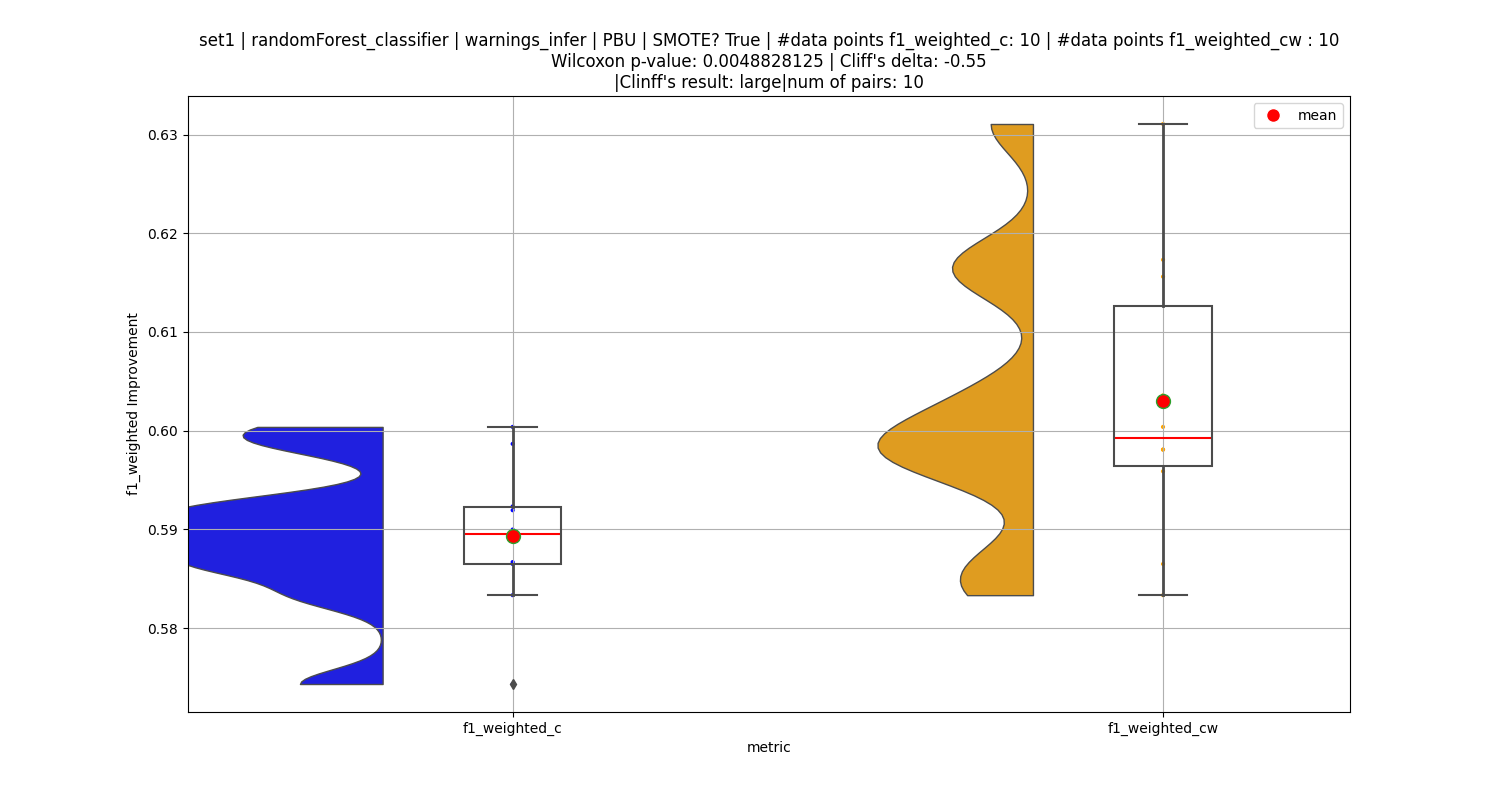 set1 | randomForest_classifier | warnings_infer | PBU | SMOTE? True | #data points f1_weighted_c: 10 | #data points f1_weighted_cw : 10
Wilcoxon p-value: 0.0048828125 | Cliff's delta: -0.55
|Clinff's result: large|num of pairs: 10
mean
0.63
0.62
0.61
0.60
0.59
0.58
f1_weighted Improvement
f1_weighted_c
f1_weighted_cw
metric